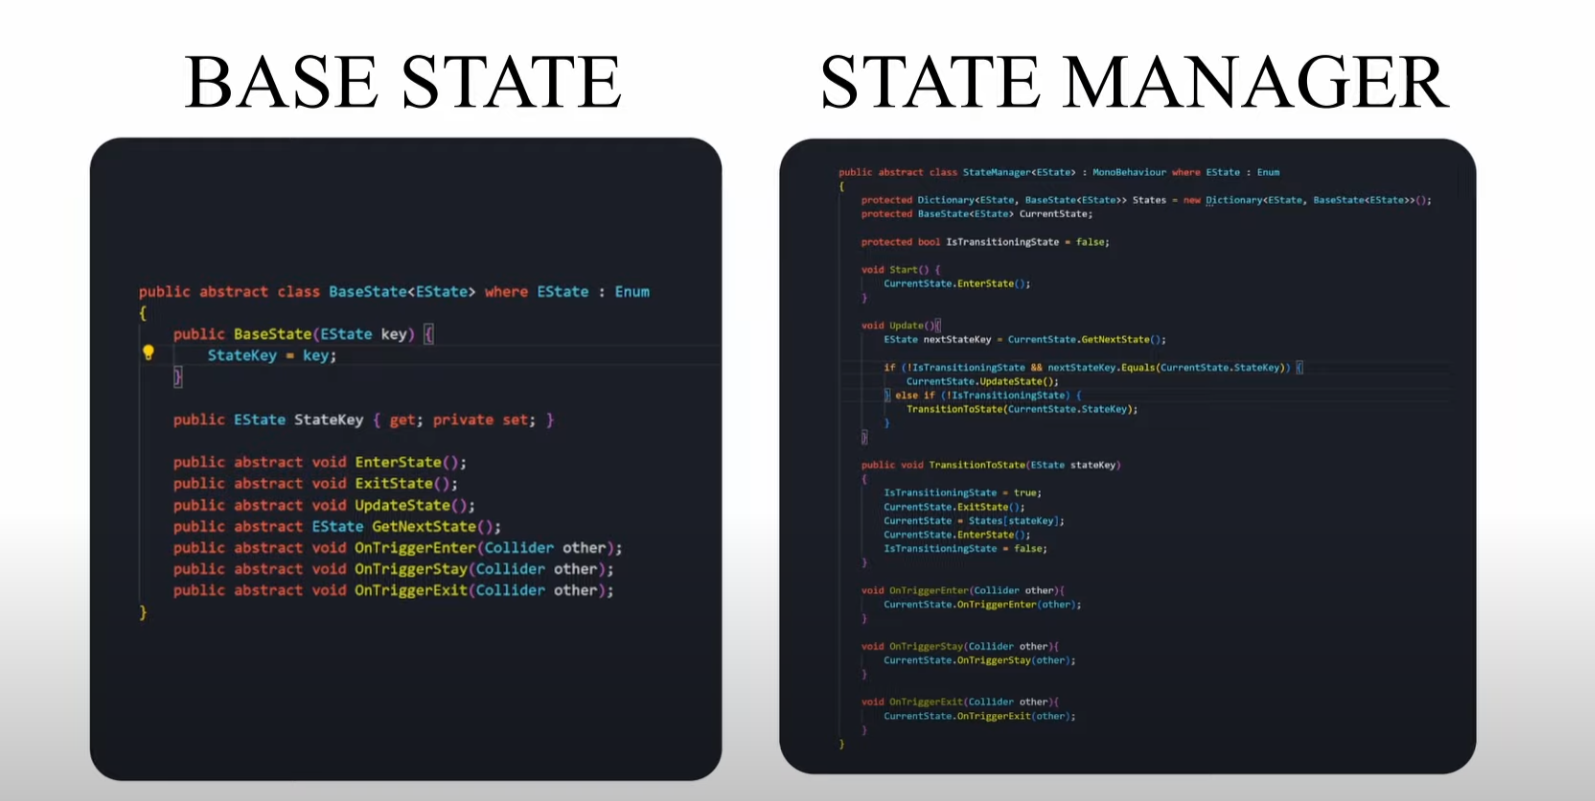 BASE STATE
public abstract class BaseState<EState> where EState : Enum
{
public BaseState(EState key) {
StateKey = key;
}
public EState StateKey { get; private set; }
public abstract void EnterState();
public abstract void ExitState();
public abstract void UpdateState();
public abstract EState GetNextState();
public abstract void OnTriggerEnter(Collider other);
public abstract void OnTriggerStay(Collider other);
public abstract void OnTriggerExit(Collider other);
}
STATE MANAGER
public abstract class StateManager<EState> : MonoBehaviour where EState : Enum
{
protected Dictionary<EState, BaseState<EState>> States = new Dictionary<EState, BaseState<EState>>();
protected BaseState<EState> CurrentState;
protected bool IsTransitioningState = false;
void Start() {
CurrentState.EnterState();
}
void Update(){
EState nextStateKey = CurrentState.GetNextState();
if (!IsTransitioningState && nextStateKey.Equals(CurrentState.StateKey)) {
CurrentState.UpdateState();
} else if (!IsTransitioningState) {
TransitionToState(CurrentState.StateKey);
}
}
public void TransitionToState(EState stateKey)
{
IsTransitioningState = true;
CurrentState.ExitState();
CurrentState = States[stateKey];
CurrentState.EnterState();
IsTransitioningState = false;
}
void OnTriggerEnter(Collider other){
CurrentState.OnTriggerEnter(other);
}
void OnTriggerStay(Collider other){
CurrentState.OnTriggerStay(other);
}
void OnTriggerExit(Collider other){
CurrentState.OnTriggerExit(other);
}
}